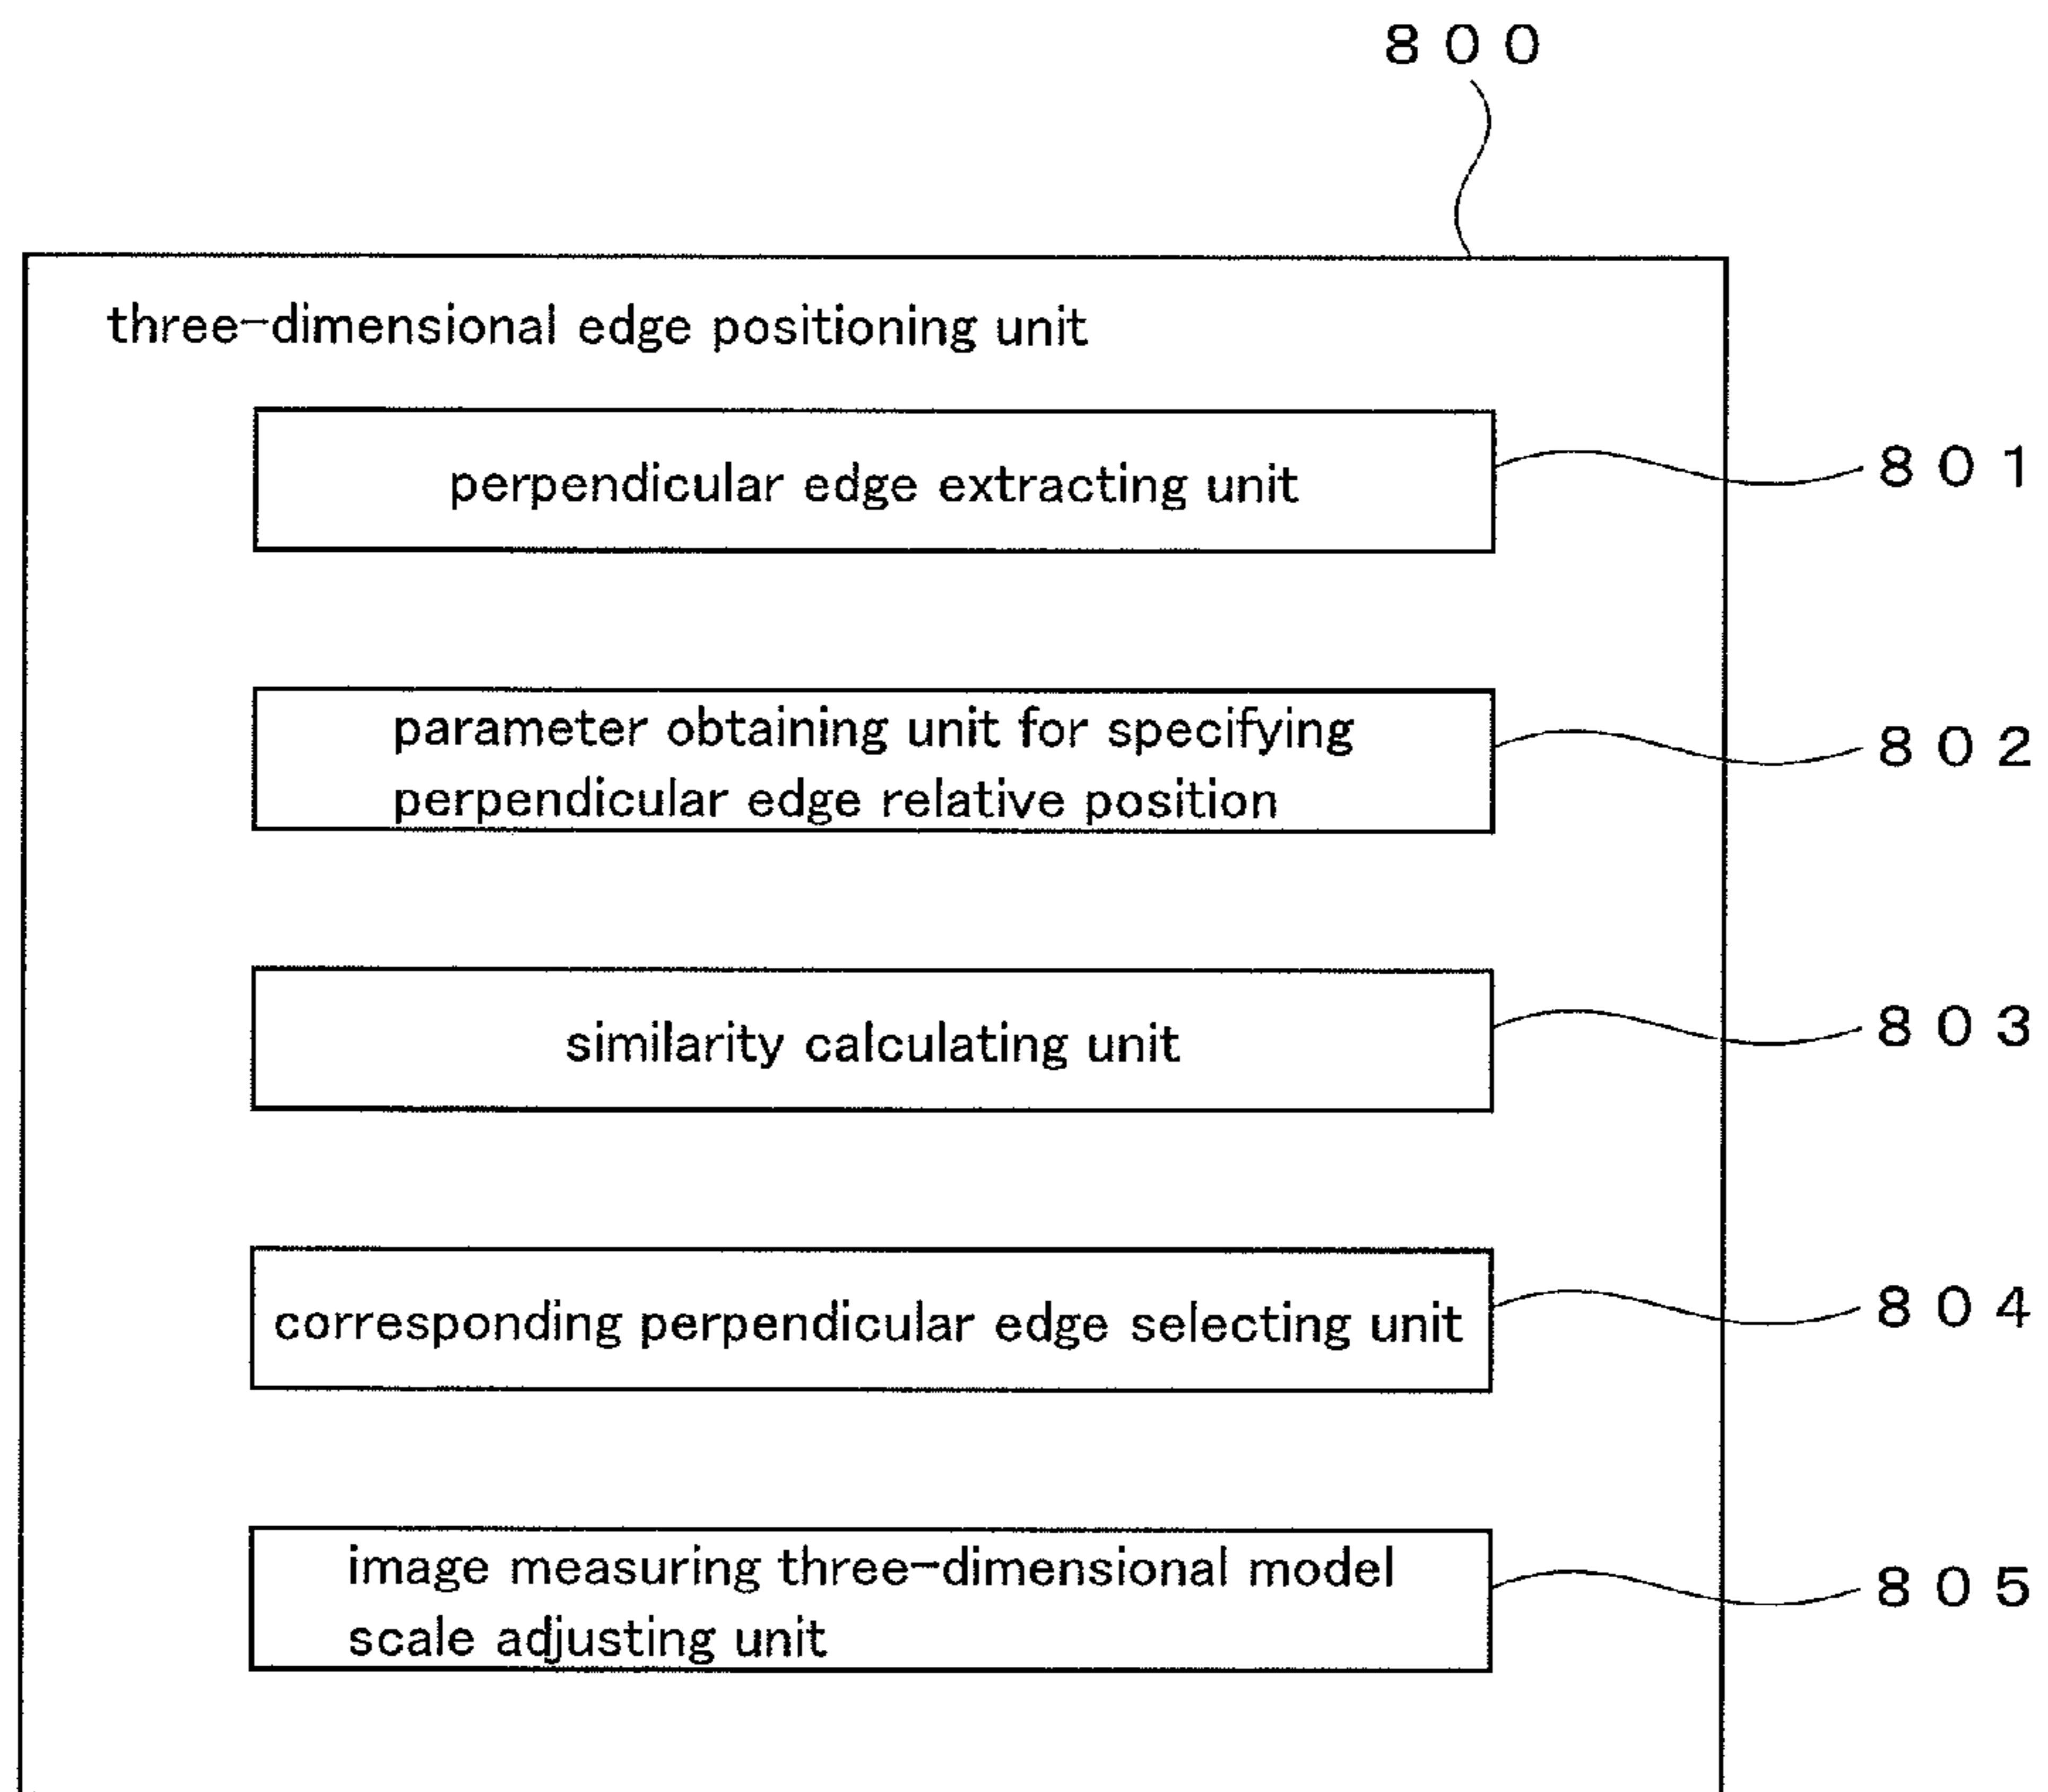 ８００
three-dimensional edge positioning unit
perpendicular edge extracting unit
８０１
parameter obtaining unit for specifying
perpendicular edge relative position
８０２
similarity calculating unit
８０３
corresponding perpendicular edge selecting unit
８０４
image measuring three-dimensional model
scale adjusting unit
８０５